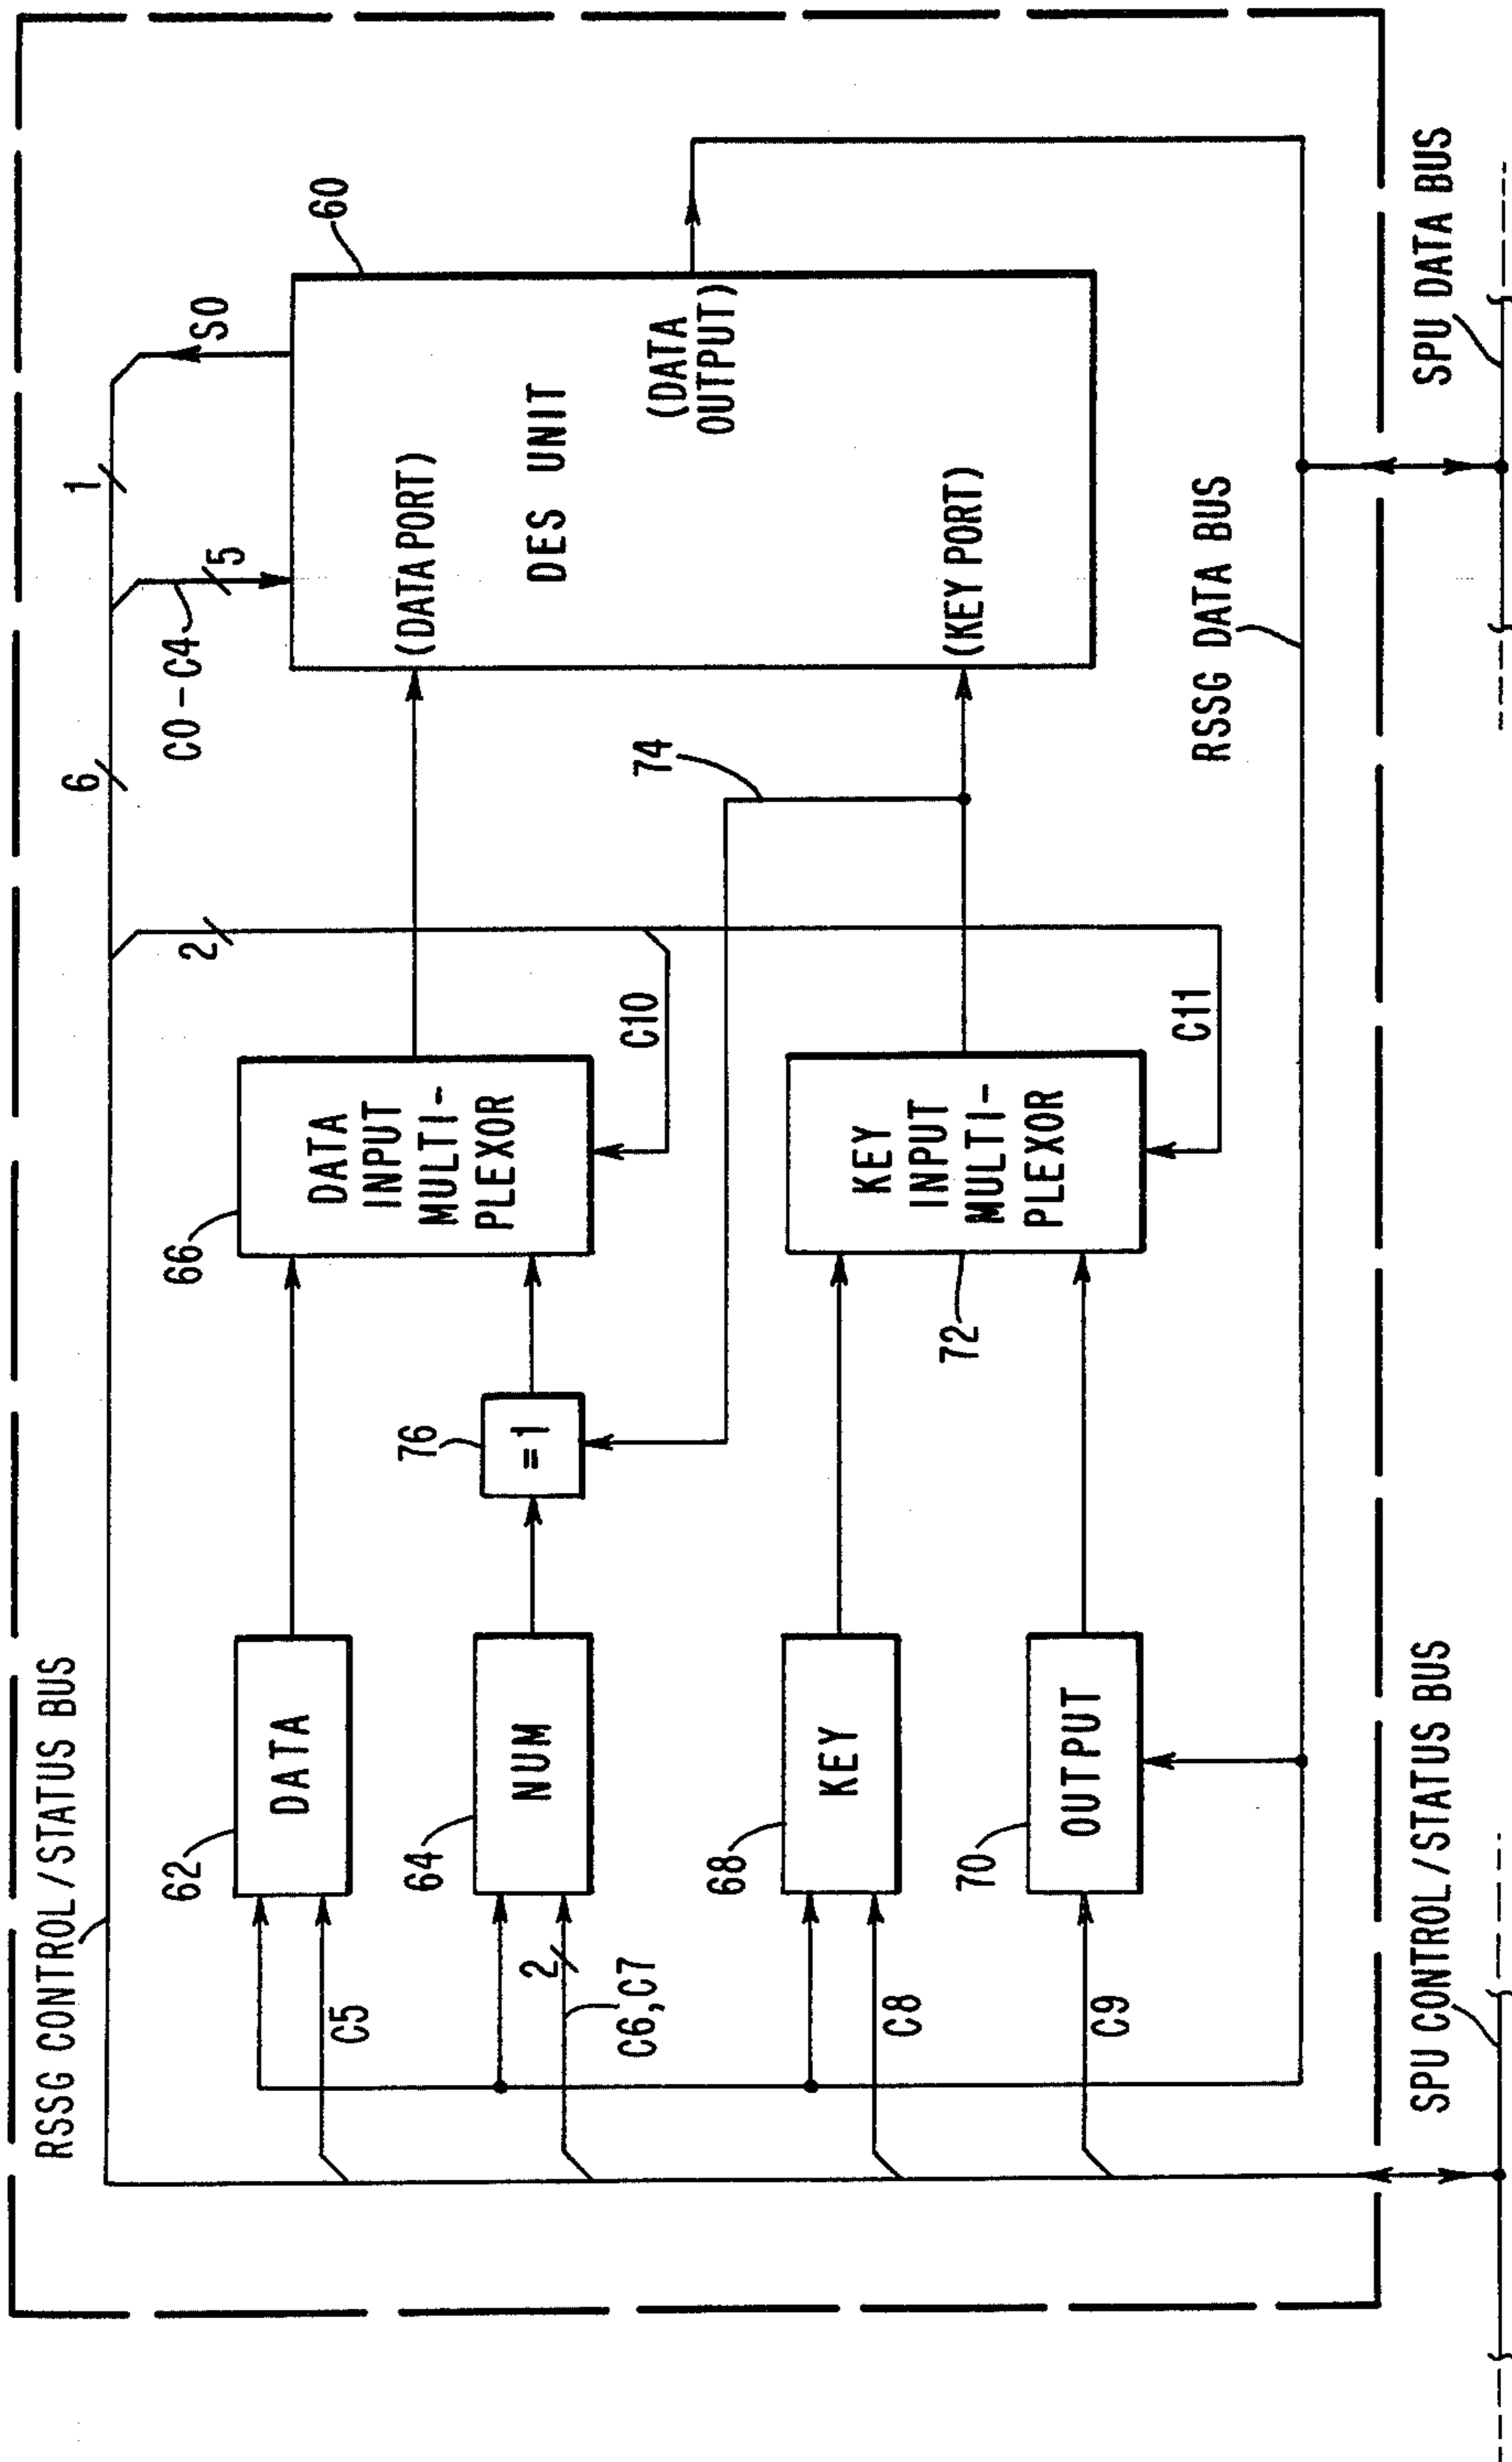 RSSG CONTROL/STATUS BUS
6
1
C0-C4
5
S0
60
62
DATA
C5
66
DATA
INPUT
MULTI-
PLEXOR
2
(DATA PORT)
DES UNIT
(DATA
OUTPUT)
(KEY PORT)
64
NUM
2
C6,C7
76
=1
C10
74
68
KEY
C8
72
KEY
INPUT
MULTI-
PLEXOR
C11
70
OUTPUT
C9
RSSG DATA BUS
SPU CONTROL/STATUS BUS
SPU DATA BUS